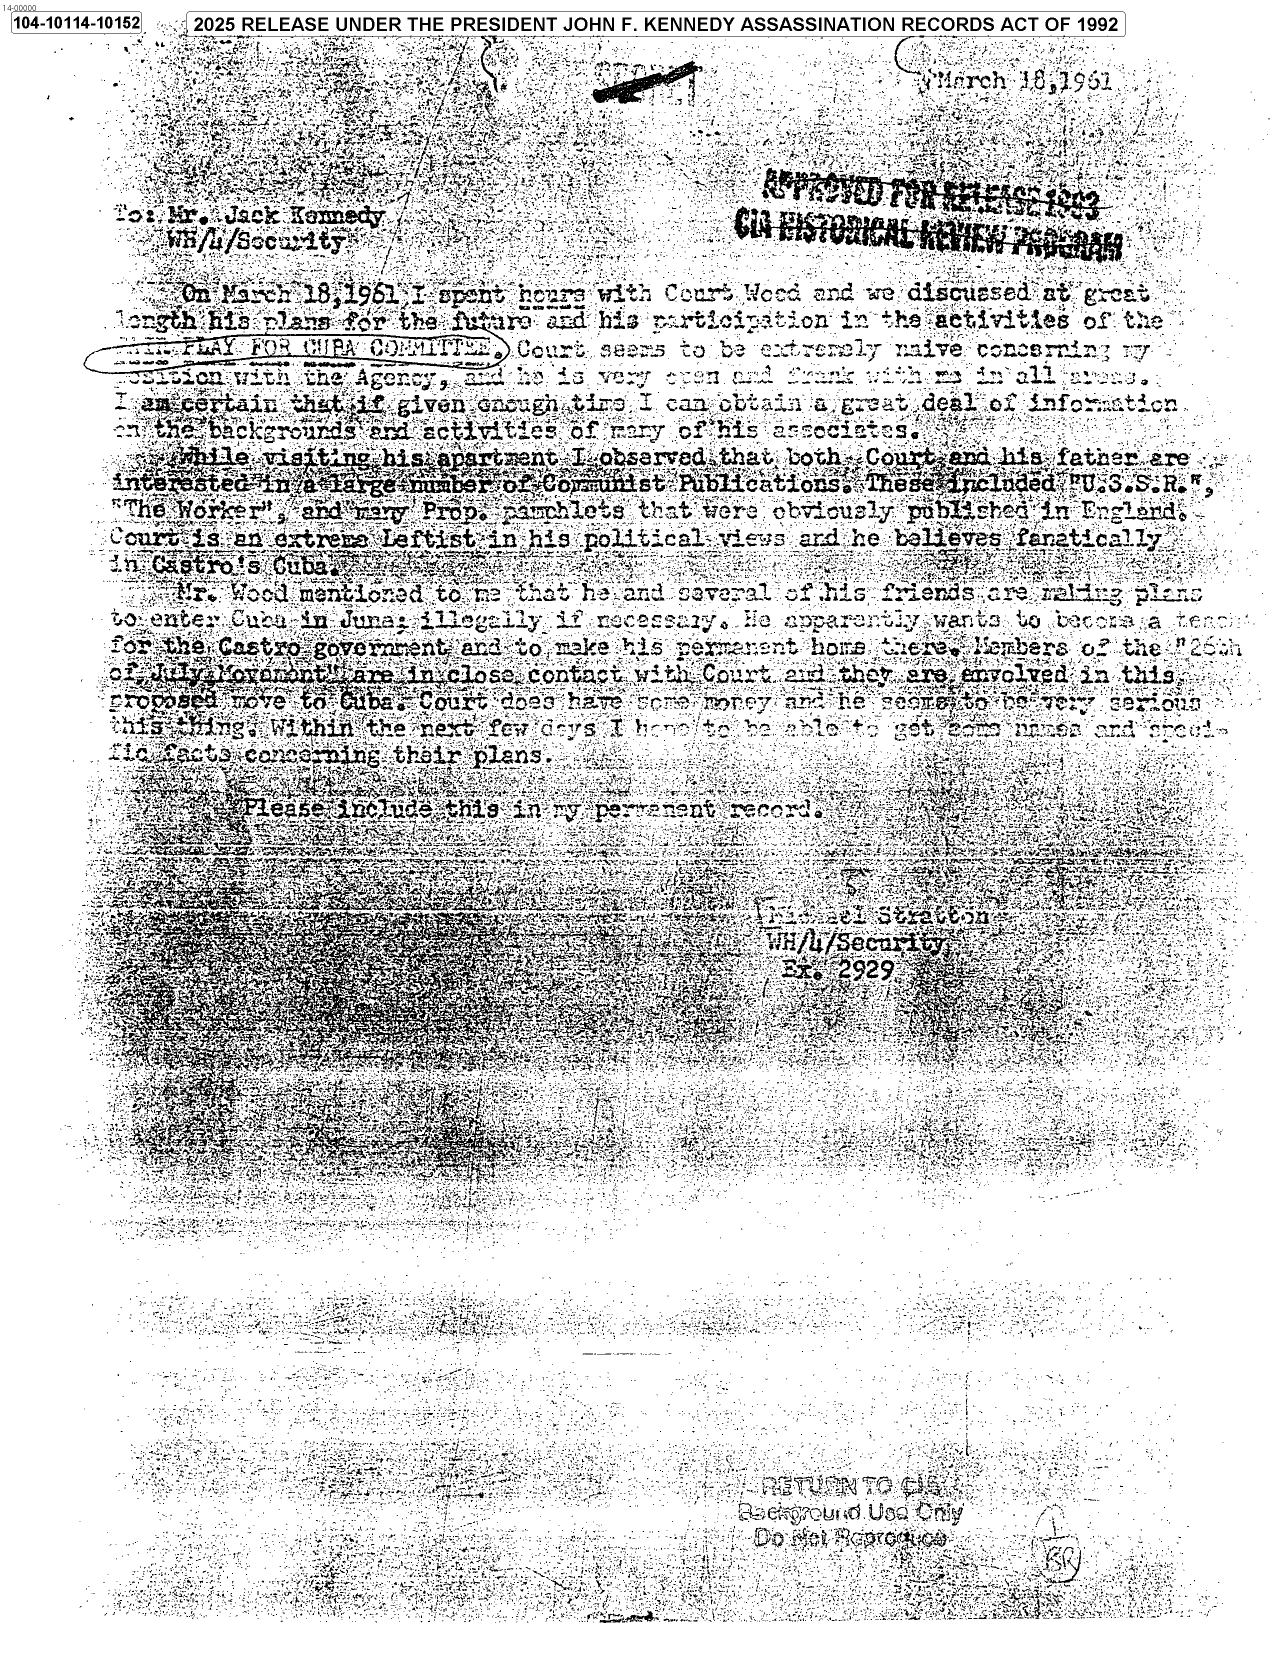 14-00000
104-10114-10152
2025 RELEASE UNDER THE PRESIDENT JOHN F. KENNEDY ASSASSINATION RECORDS ACT OF 1992
March 18,1961
APPROVED FOR RELEASE 1993
CIA HISTORICAL REVIEW PROGRAM
To: Mr. Jack Kennedy
WH/4/Security
On March 18,1961 I spent hours with Court Wood and we discussed at great
length his plans for the future and his participation in the activities of the
PLAY FOR CUBA COMMITTEE. Court seems to be extremely naive concerning my
position with the Agency, and he is very open and frank with me in all areas.
I am certain that if given enough time I can obtain a great deal of information
on the backgrounds and activities of many of his associates.
While visiting his apartment I observed that both Court and his father are
interested in a large number of Communist Publications. These included "U.S.S.R.",
"The Worker", and many Prop. pamphlets that were obviously published in England.
Court is an extreme Leftist in his political views and he believes fanatically
in Castro's Cuba.
Mr. Wood mentioned to me that he and several of his friends are making plans
to enter Cuba in June; illegally if necessary. He apparently wants to become a
for the Castro government and to make his permanent home there. Members of the "26th
of July Movement" are in close contact with Court and they are envolved in this
proposed move to Cuba. Court does have some money and he seems to be very serious
this thing. Within the next few days I hope to be able to get some names and speci-
fic facts concerning their plans.
Please include this in my permanent record.
Michael Stratton
WH/4/Security
Ex. 2929
RETURN TO CIA
Background Use Only
Do Not Reproduce
BR